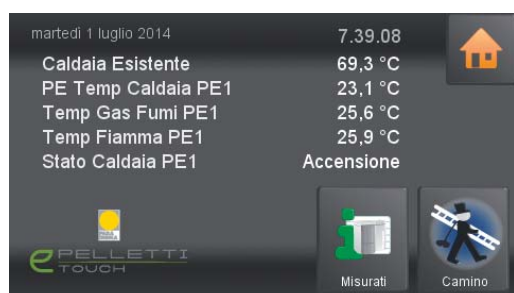 martedì 1 luglio 2014 7.39.08
Caldaia Esistente 69,3 °C
PE Temp Caldaia PE1 23,1 °C
Temp Gas Fumi PE1 25,6 °C
Temp Fiamma PE1 25,9 °C
Stato Caldaia PE1 Accensione
ePELLETTI
TOUCH
Misurati Camino